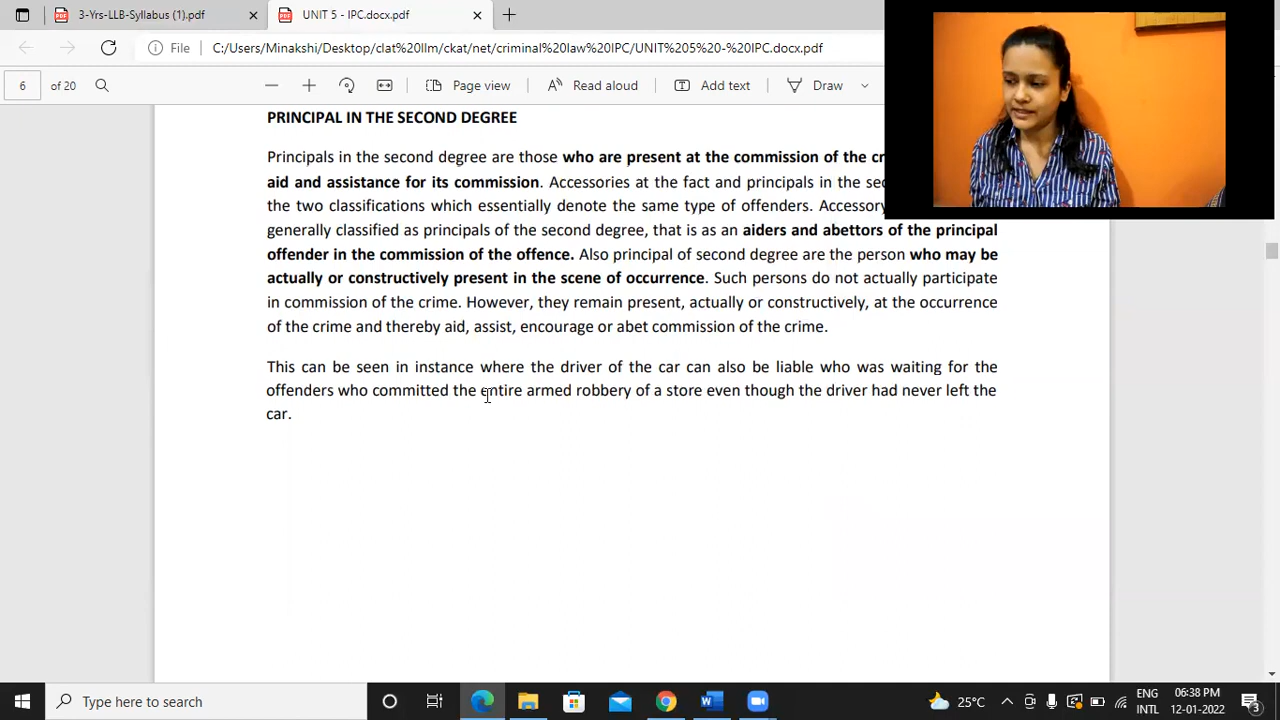 3-Yrs-LLB-Syllabus (1).pdf
UNIT 5 - IPC.docx.pdf
File
C:/Users/Minakshi/Desktop/clat%20llm/ckat/net/criminal%20law%20IPC/UNIT%205%20-%20IPC.docx.pdf
6 of 20
Page view
Read aloud
Add text
Draw
PRINCIPAL IN THE SECOND DEGREE
Principals in the second degree are those who are present at the commission of the
aid and assistance for its commission. Accessories at the fact and principals in the
the two classifications which essentially denote the same type of offenders. Accessory
generally classified as principals of the second degree, that is as an aiders and abettors of the principal
offender in the commission of the offence. Also principal of second degree are the person who may be
actually or constructively present in the scene of occurrence. Such persons do not actually participate
in commission of the crime. However, they remain present, actually or constructively, at the occurrence
of the crime and thereby aid, assist, encourage or abet commission of the crime.
This can be seen in instance where the driver of the car can also be liable who was waiting for the
offenders who committed the entire armed robbery of a store even though the driver had never left the
car.
Type here to search
25°C
ENG
INTL
06:38 PM
12-01-2022
3